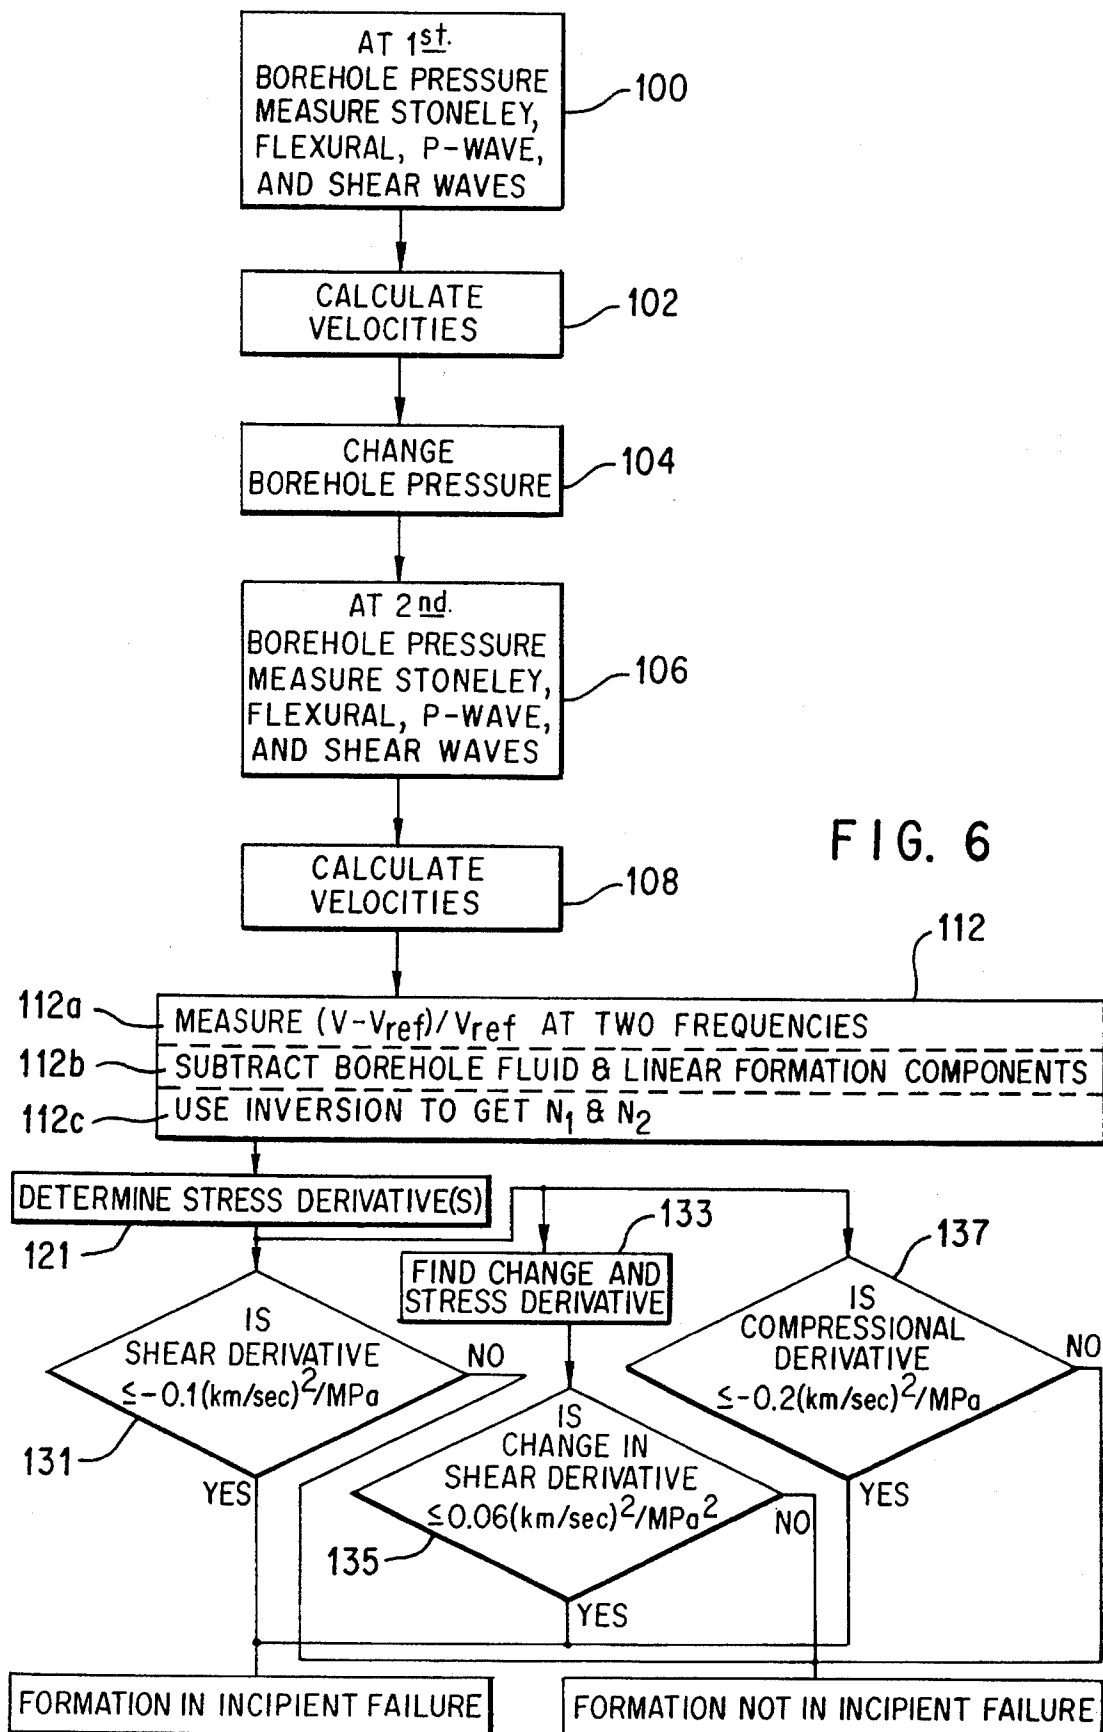 AT 1st.
BOREHOLE PRESSURE
MEASURE STONELEY,
FLEXURAL, P-WAVE,
AND SHEAR WAVES
100
CALCULATE
VELOCITIES
102
CHANGE
BOREHOLE PRESSURE
104
AT 2nd.
BOREHOLE PRESSURE
MEASURE STONELEY,
FLEXURAL, P-WAVE,
AND SHEAR WAVES
106
FIG. 6
CALCULATE
VELOCITIES
108
112
112a
MEASURE (V-Vref)/Vref AT TWO FREQUENCIES
112b
SUBTRACT BOREHOLE FLUID & LINEAR FORMATION COMPONENTS
112c
USE INVERSION TO GET N1 & N2
DETERMINE STRESS DERIVATIVE(S)
121
133
FIND CHANGE AND
STRESS DERIVATIVE
137
IS
SHEAR DERIVATIVE
≤-0.1(km/sec)²/MPa
NO
131
YES
IS
CHANGE IN
SHEAR DERIVATIVE
≤0.06(km/sec)²/MPa²
NO
135
YES
IS
COMPRESSIONAL
DERIVATIVE
≤-0.2(km/sec)²/MPa
NO
YES
FORMATION IN INCIPIENT FAILURE
FORMATION NOT IN INCIPIENT FAILURE